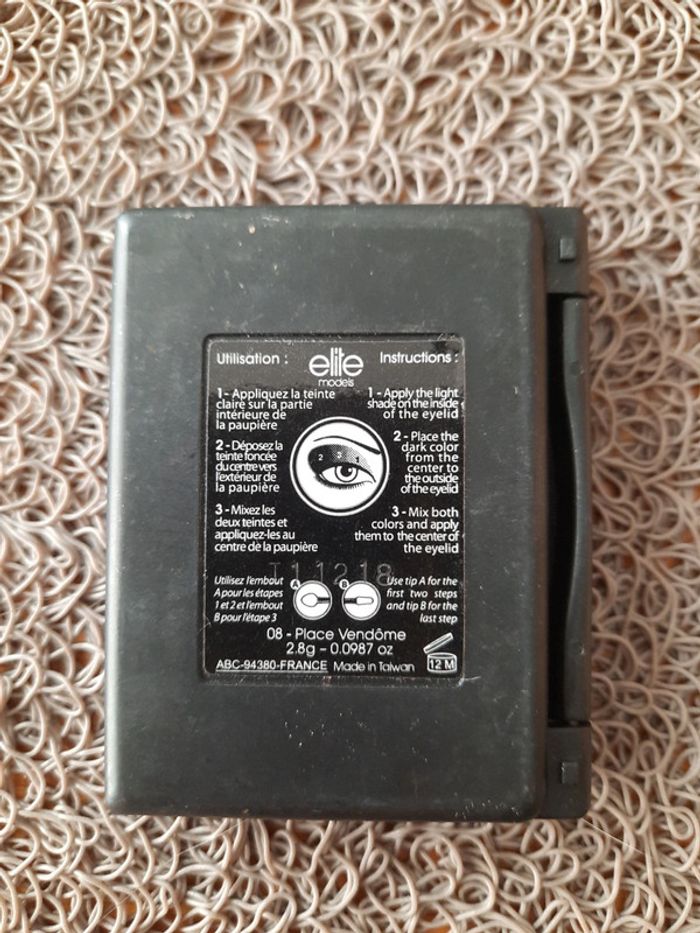 Utilisation :
elite
models
Instructions :
1 - Appliquez la teinte
claire sur la partie
intérieure de
la paupière
2 - Déposez la
teinte foncée
du centre vers
l'extérieur de
la paupière
3 - Mixez les
deux teintes et
appliquez-les au
centre de la paupière
1 - Apply the light
shade on the inside
of the eyelid
2 - Place the
dark color
from the
center to
the outside
of the eyelid
3 - Mix both
colors and apply
them to the center of
the eyelid
2 3 1
T11218
Utilisez l'embout
A pour les étapes
1 et 2 et l'embout
B pour l'étape 3
A
B
Use tip A for the
first two steps
and tip B for the
last step
08 - Place Vendôme
2.8g - 0.0987 oz
ABC-94380-FRANCE Made in Taiwan
12 M